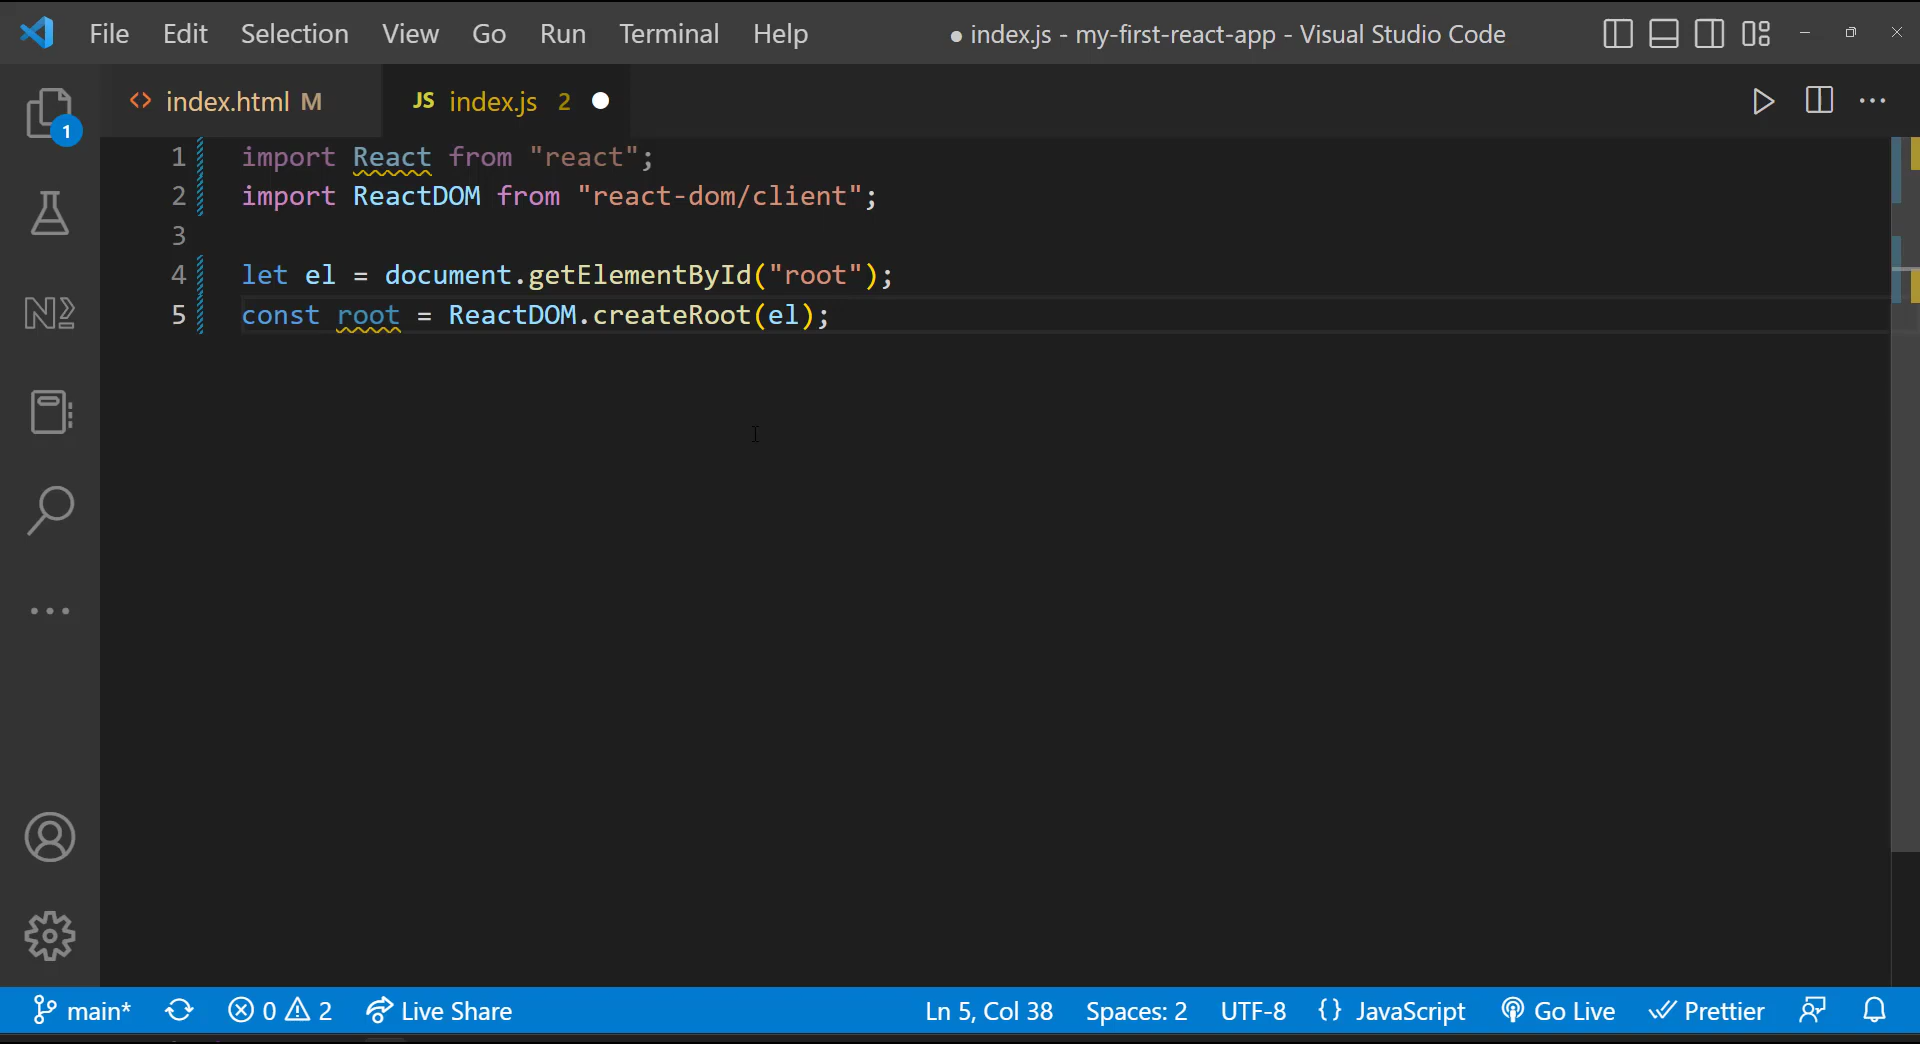 File Edit Selection View Go Run Terminal Help ● index.js - my-first-react-app - Visual Studio Code
index.html M JS index.js 2
1
1 import React from "react";
2 import ReactDOM from "react-dom/client";
3
4 let el = document.getElementById("root");
5 const root = ReactDOM.createRoot(el);
main* 0 2 Live Share Ln 5, Col 38 Spaces: 2 UTF-8 {} JavaScript Go Live Prettier